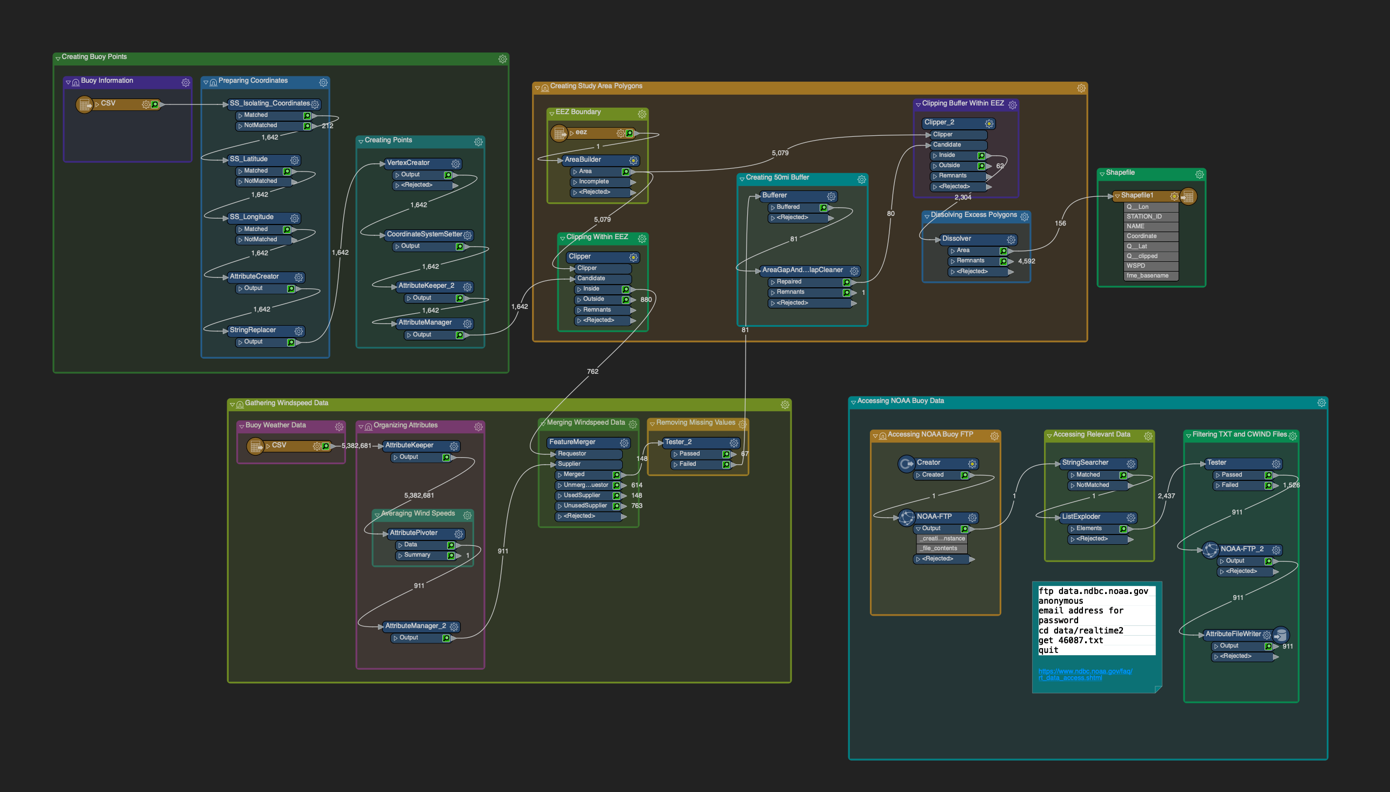 Creating Buoy Points
Buoy Information
CSV
Preparing Coordinates
SS_Isolating_Coordinates
Matched
NotMatched
212
1,642
SS_Latitude
Matched
NotMatched
1,642
SS_Longitude
Matched
NotMatched
1,642
AttributeCreator
Output
1,642
StringReplacer
Output
1,642
Creating Points
VertexCreator
Output
<Rejected>
1,642
CoordinateSystemSetter
Output
1,642
AttributeKeeper_2
Output
1,642
AttributeManager
Output
1,642
Creating Study Area Polygons
EEZ Boundary
eez
1
AreaBuilder
Area
Incomplete
<Rejected>
5,079
5,079
Clipping Within EEZ
Clipper
Clipper
Candidate
Inside
Outside
880
Remnants
<Rejected>
762
Creating 50mi Buffer
Bufferer
Buffered
<Rejected>
81
AreaGapAnd...lapCleaner
Repaired
Remnants
1
<Rejected>
81
80
Clipping Buffer Within EEZ
Clipper_2
Clipper
Candidate
Inside
Outside
62
Remnants
<Rejected>
2,304
Dissolving Excess Polygons
Dissolver
Area
Remnants
4,592
<Rejected>
156
Shapefile
Shapefile1
Q__Lon
STATION_ID
NAME
Coordinate
Q__Lat
Q__clipped
WSPD
fme_basename
Gathering Windspeed Data
Buoy Weather Data
CSV
5,382,681
Organizing Attributes
AttributeKeeper
Output
5,382,681
Averaging Wind Speeds
AttributePivoter
Data
Summary
1
911
AttributeManager_2
Output
911
Merging Windspeed Data
FeatureMerger
Requestor
Supplier
Merged
148
Unmerg...uestor
614
UsedSupplier
148
UnusedSupplier
763
<Rejected>
Removing Missing Values
Tester_2
Passed
67
Failed
Accessing NOAA Buoy Data
Accessing NOAA Buoy FTP
Creator
Created
1
NOAA-FTP
Output
_creati...nstance
_file_contents
<Rejected>
1
Accessing Relevant Data
StringSearcher
Matched
NotMatched
1
ListExploder
Elements
<Rejected>
2,437
Filtering TXT and CWIND Files
Tester
Passed
Failed
1,526
911
NOAA-FTP_2
Output
<Rejected>
911
AttributeFileWriter
Output
911
<Rejected>
ftp data.ndbc.noaa.gov
anonymous
email address for
password
cd data/realtime2
get 46087.txt
quit